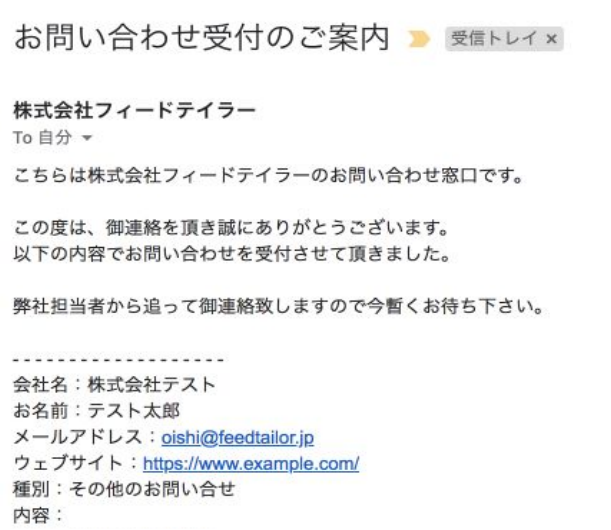 お問い合わせ受付のご案内 受信トレイ ×
株式会社フィードテイラー
To 自分
こちらは株式会社フィードテイラーのお問い合わせ窓口です。
この度は、御連絡を頂き誠にありがとうございます。
以下の内容でお問い合わせを受付させて頂きました。
弊社担当者から追って御連絡致しますので今暫くお待ち下さい。
- - - - - - - - - - - - - - - - - - -
会社名：株式会社テスト
お名前：テスト太郎
メールアドレス：oishi@feedtailor.jp
ウェブサイト：https://www.example.com/
種別：その他のお問い合せ
内容：